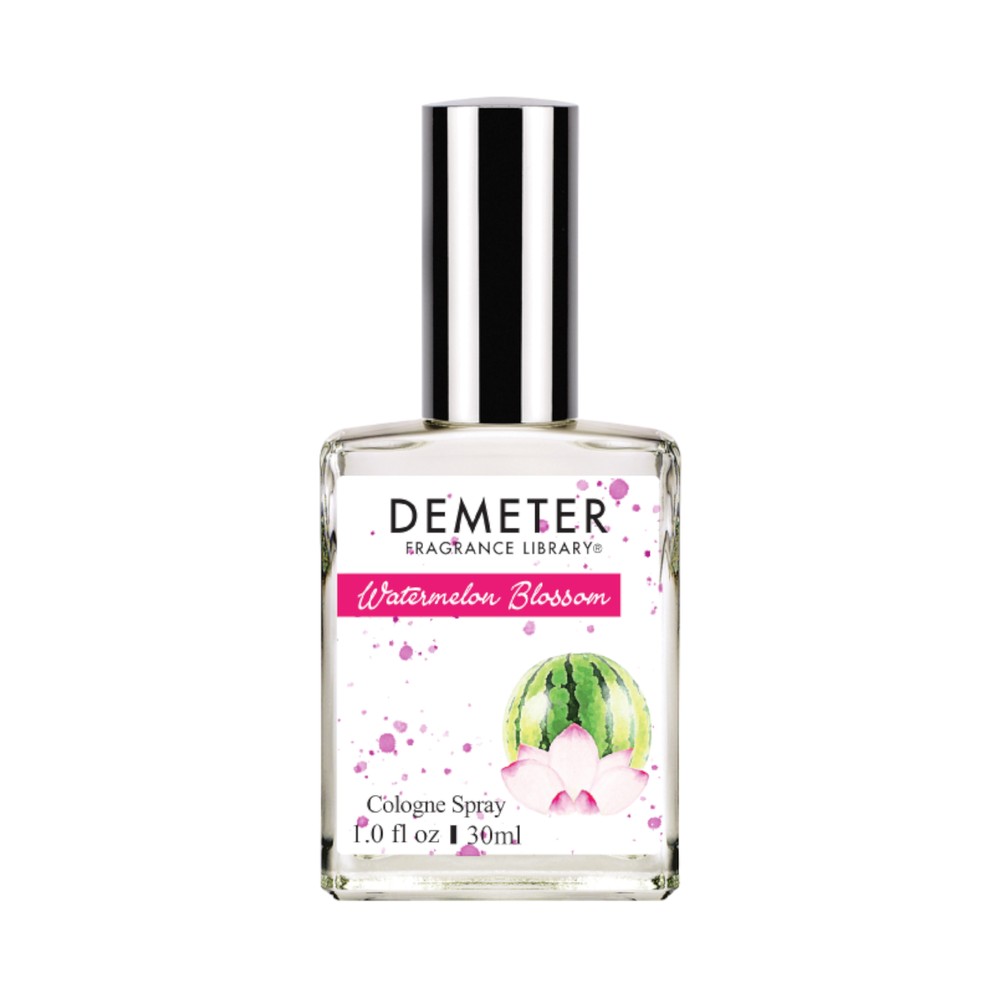 DEMETER
FRAGRANCE LIBRARY®
Watermelon Blossom
Cologne Spray
1.0 fl oz ▌30ml